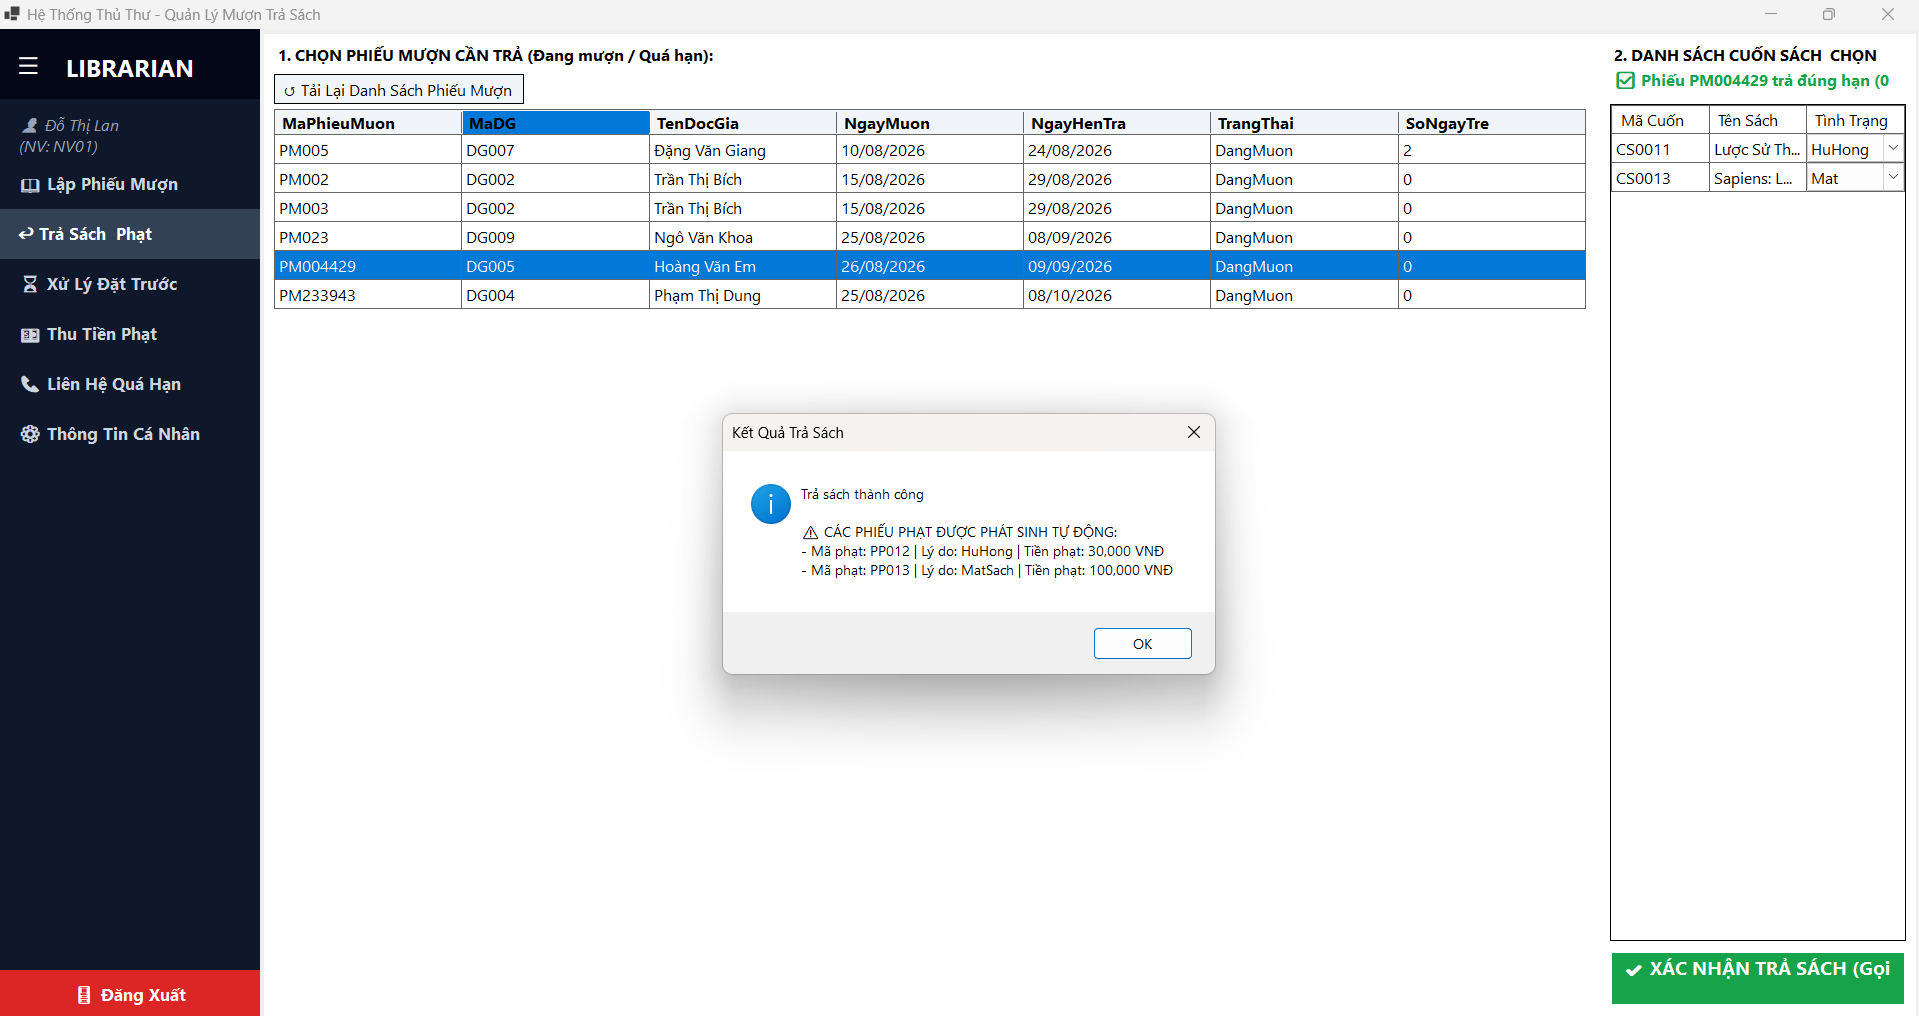 Hệ Thống Thủ Thư - Quản Lý Mượn Trả Sách
LIBRARIAN
Đỗ Thị Lan
(NV: NV01)
Lập Phiếu Mượn
Trả Sách  Phạt
Xử Lý Đặt Trước
Thu Tiền Phạt
Liên Hệ Quá Hạn
Thông Tin Cá Nhân
Đăng Xuất
1. CHỌN PHIẾU MƯỢN CẦN TRẢ (Đang mượn / Quá hạn):
↺ Tải Lại Danh Sách Phiếu Mượn
MaPhieuMuon MaDG TenDocGia NgayMuon NgayHenTra TrangThai SoNgayTre
PM005 DG007 Đặng Văn Giang 10/08/2026 24/08/2026 DangMuon 2
PM002 DG002 Trần Thị Bích 15/08/2026 29/08/2026 DangMuon 0
PM003 DG002 Trần Thị Bích 15/08/2026 29/08/2026 DangMuon 0
PM023 DG009 Ngô Văn Khoa 25/08/2026 08/09/2026 DangMuon 0
PM004429 DG005 Hoàng Văn Em 26/08/2026 09/09/2026 DangMuon 0
PM233943 DG004 Phạm Thị Dung 25/08/2026 08/10/2026 DangMuon 0
Kết Quả Trả Sách
Trả sách thành công
⚠ CÁC PHIẾU PHẠT ĐƯỢC PHÁT SINH TỰ ĐỘNG:
- Mã phạt: PP012 | Lý do: HuHong | Tiền phạt: 30,000 VNĐ
- Mã phạt: PP013 | Lý do: MatSach | Tiền phạt: 100,000 VNĐ
OK
2. DANH SÁCH CUỐN SÁCH  CHỌN
Phiếu PM004429 trả đúng hạn (0
Mã Cuốn Tên Sách Tình Trạng
CS0011 Lược Sử Th... HuHong
CS0013 Sapiens: L... Mat
✔ XÁC NHẬN TRẢ SÁCH (Gọi